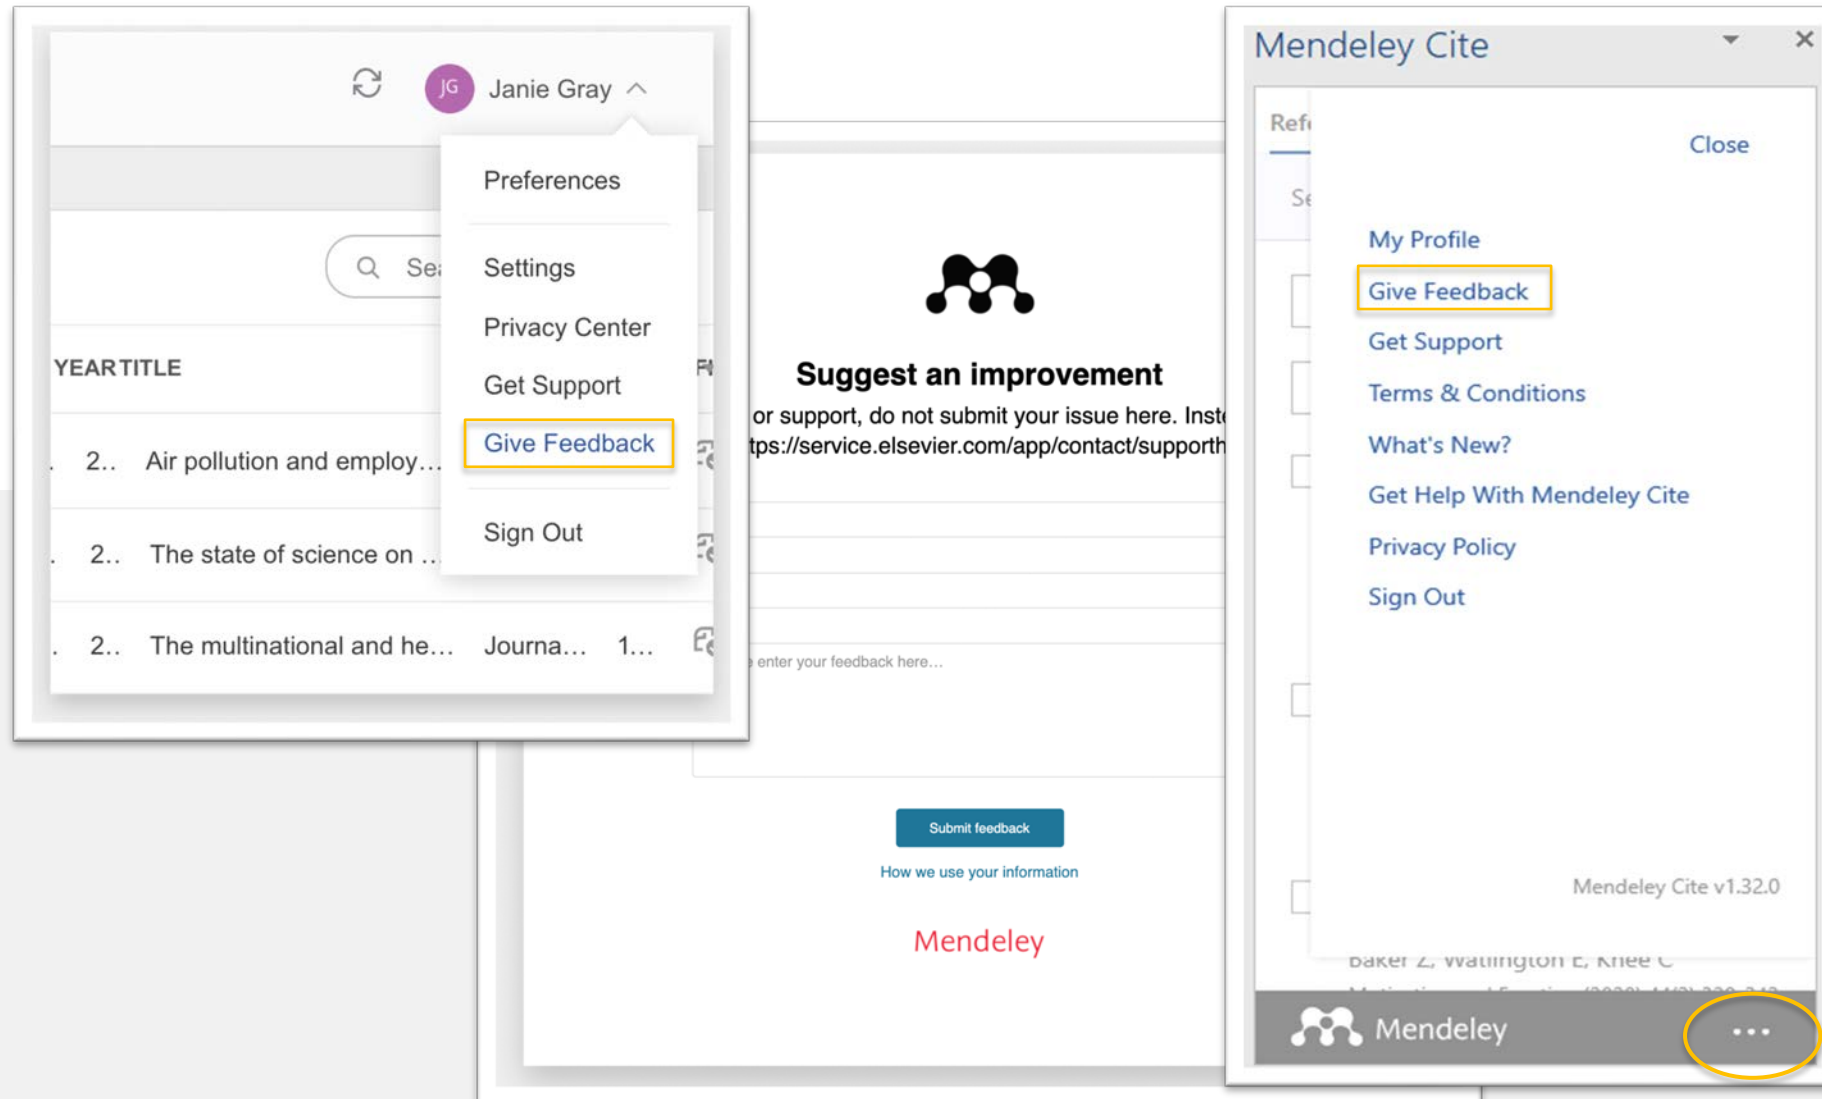 JG Janie Gray
Preferences
Settings
Privacy Center
Get Support
Give Feedback
Sign Out
YEAR TITLE
2.. Air pollution and employ...
2.. The state of science on ...
2.. The multinational and he... Journa... 1...
Suggest an improvement
or support, do not submit your issue here.
tps://service.elsevier.com/app/contact/supporth
enter your feedback here...
Submit feedback
How we use your information
Mendeley
Mendeley Cite
Close
My Profile
Give Feedback
Get Support
Terms & Conditions
What's New?
Get Help With Mendeley Cite
Privacy Policy
Sign Out
Mendeley Cite v1.32.0
Baker Z, Watlington E, Knee C
Mendeley